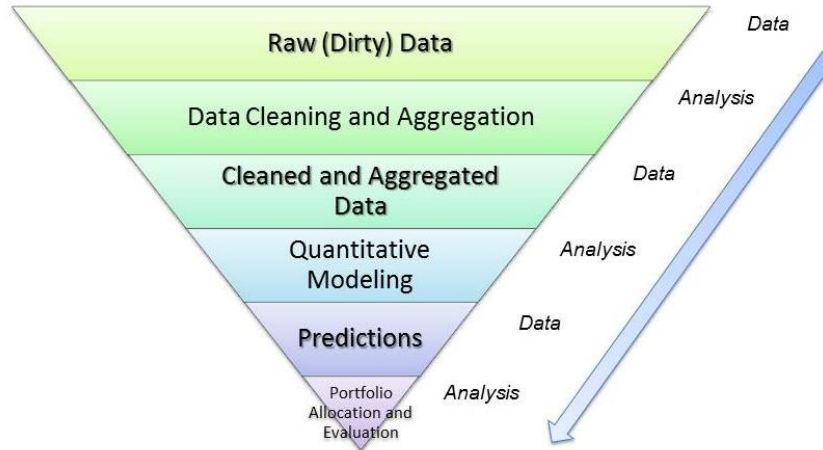 Raw (Dirty) Data
Data
Data Cleaning and Aggregation
Analysis
Cleaned and Aggregated
Data
Data
Quantitative
Modeling
Analysis
Predictions
Data
Portfolio
Allocation and
Evaluation
Analysis